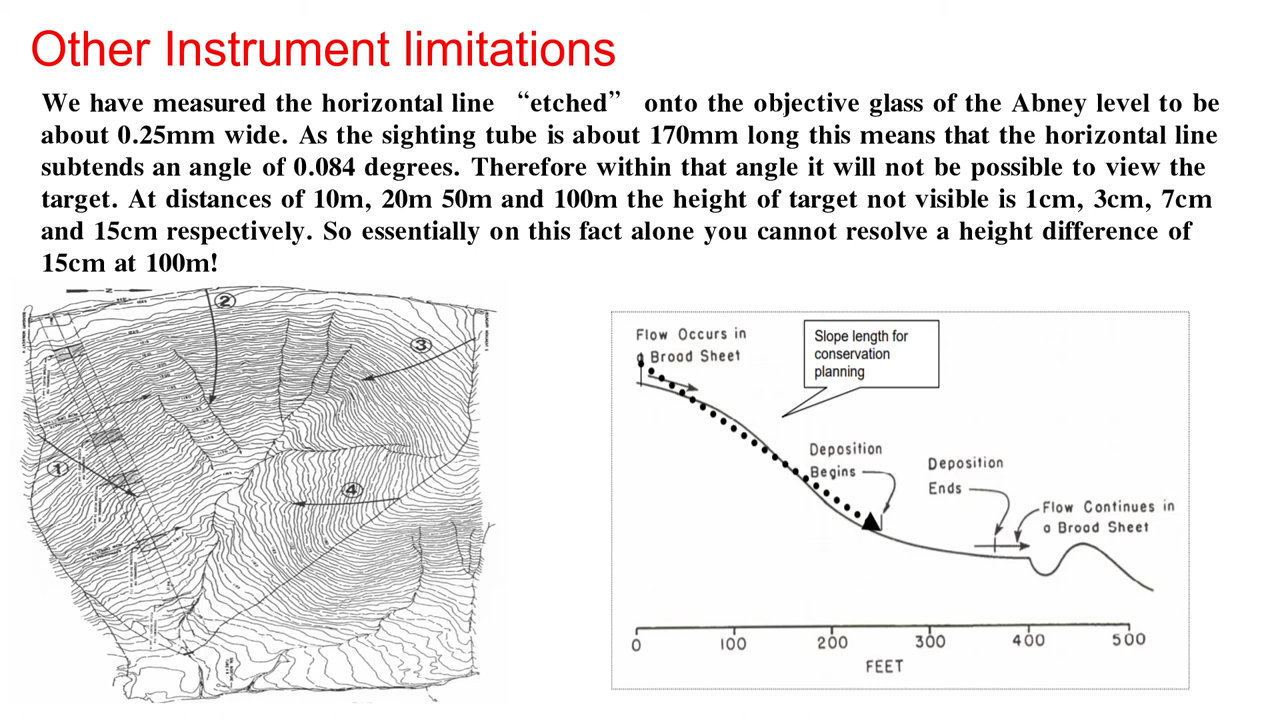 Other Instrument limitations
We have measured the horizontal line “etched” onto the objective glass of the Abney level to be
about 0.25mm wide. As the sighting tube is about 170mm long this means that the horizontal line
subtends an angle of 0.084 degrees. Therefore within that angle it will not be possible to view the
target. At distances of 10m, 20m 50m and 100m the height of target not visible is 1cm, 3cm, 7cm
and 15cm respectively. So essentially on this fact alone you cannot resolve a height difference of
15cm at 100m!
N
2
3
1
4
Flow Occurs in
a Broad Sheet
Slope length for
conservation
planning
Deposition
Begins
Deposition
Ends
Flow Continues in
a Broad Sheet
0 100 200 300 400 500
FEET